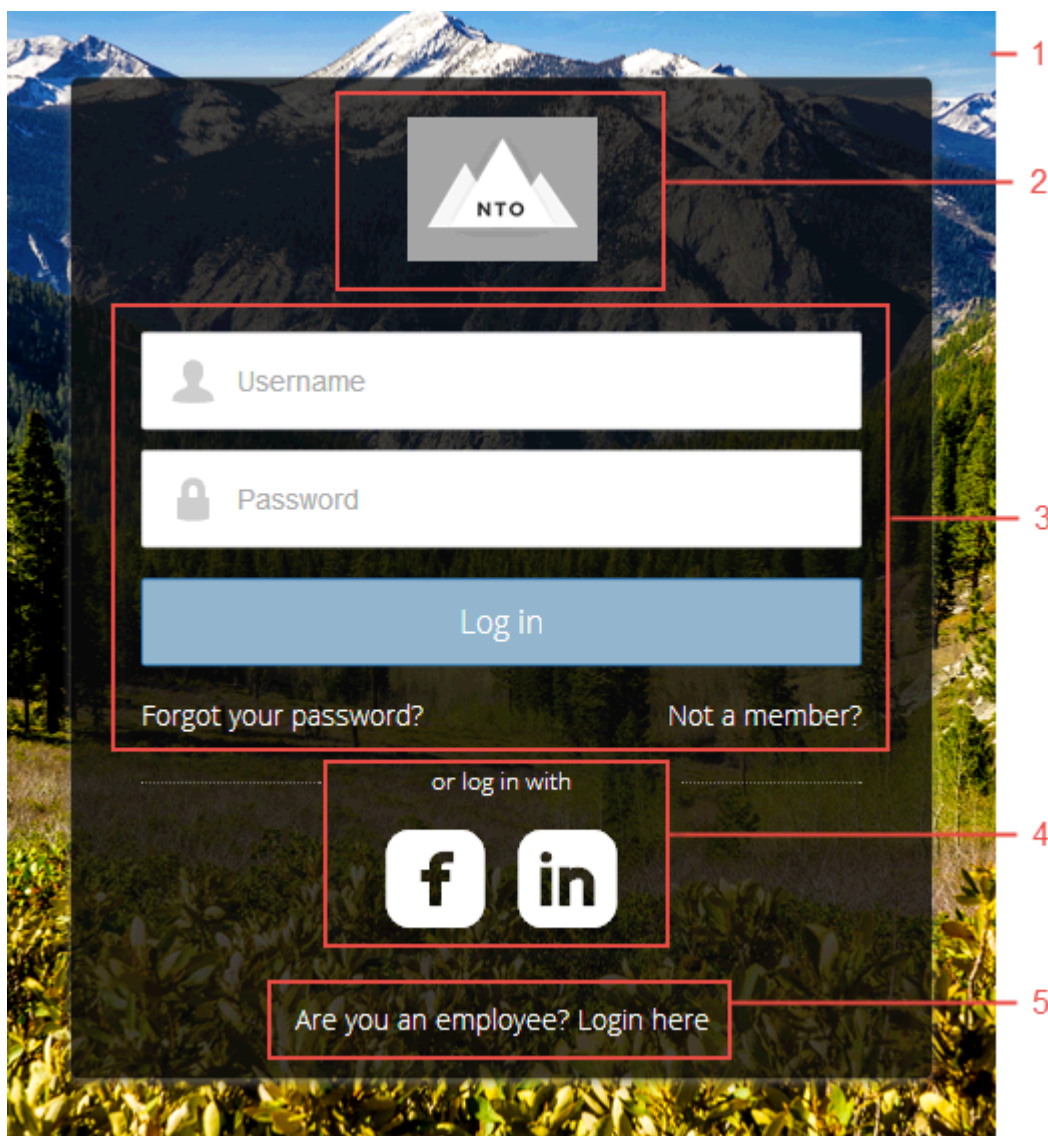 1
2
NTO
Username
Password
3
Log in
Forgot your password? Not a member?
or log in with
4
f in
Are you an employee? Login here
5